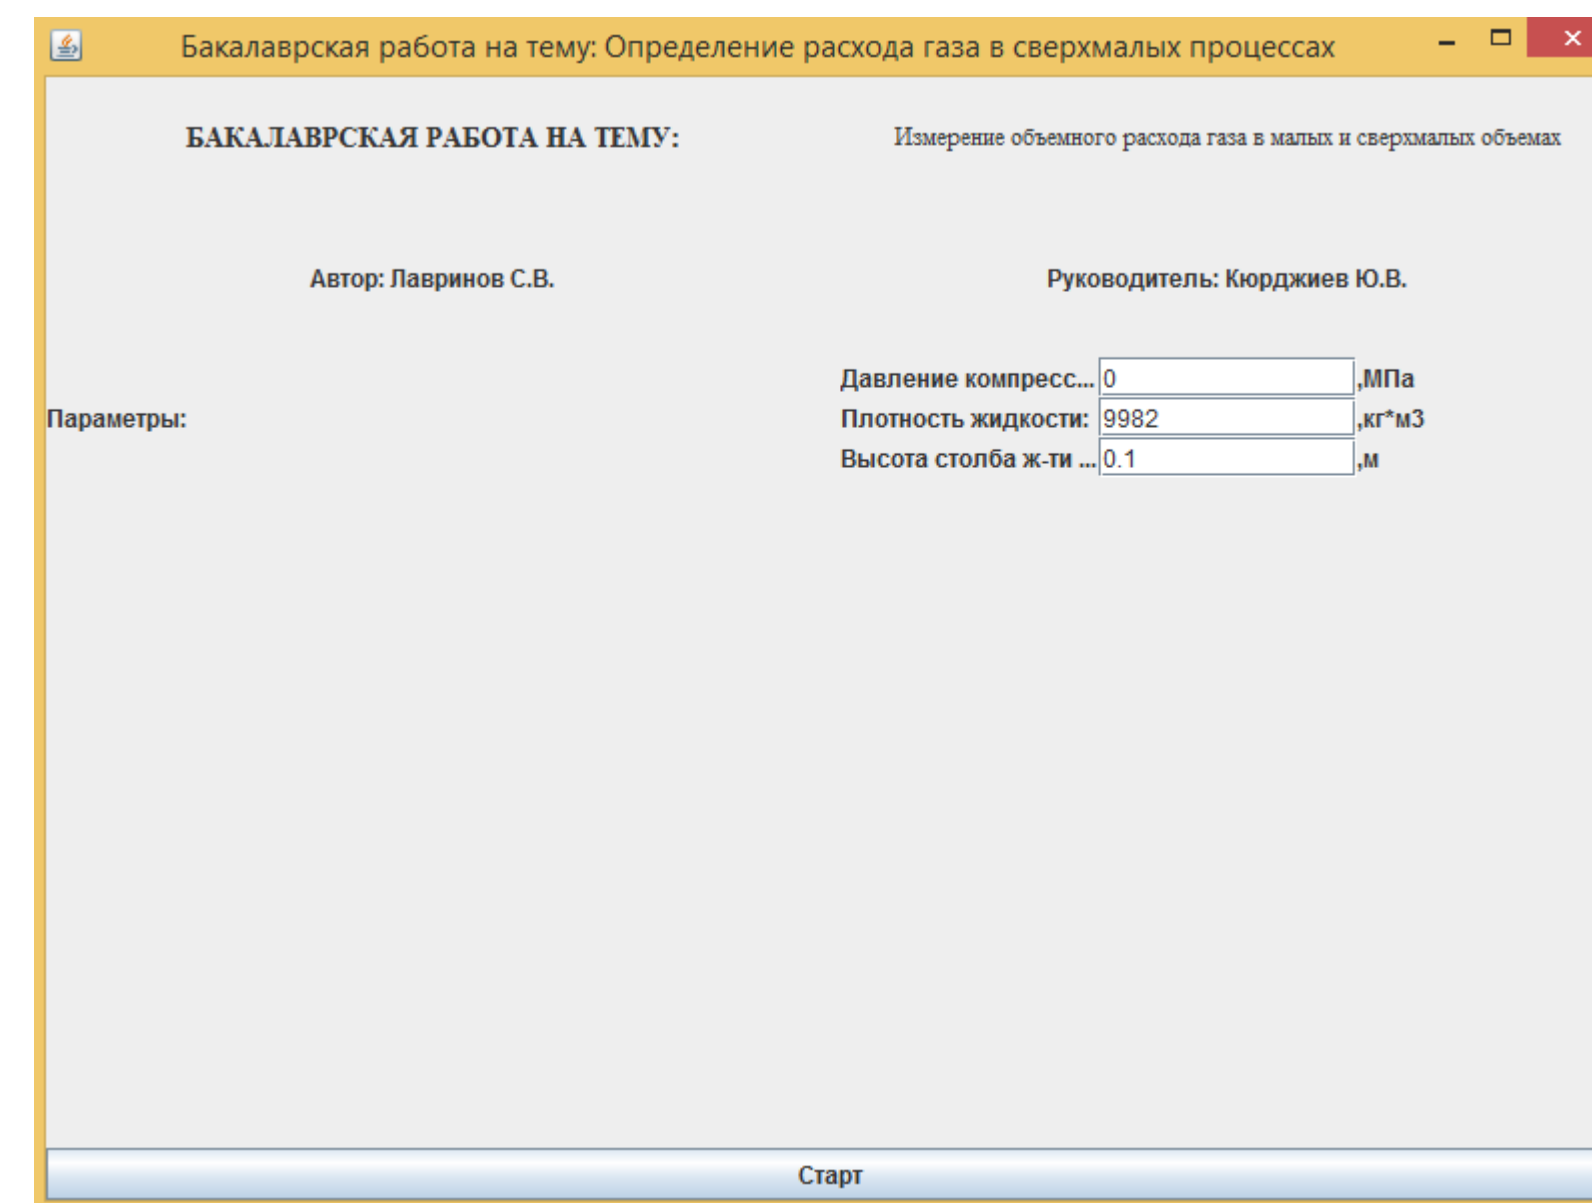 Бакалаврская работа на тему: Определение расхода газа в сверхмалых процессах
БАКАЛАВРСКАЯ РАБОТА НА ТЕМУ:
Измерение объемного расхода газа в малых и сверхмалых объемах
Автор: Лавринов С.В.
Руководитель: Кюрджиев Ю.В.
Параметры:
Давление компресс... 0 ,МПа
Плотность жидкости: 9982 ,кг*м3
Высота столба ж-ти ... 0.1 ,м
Старт